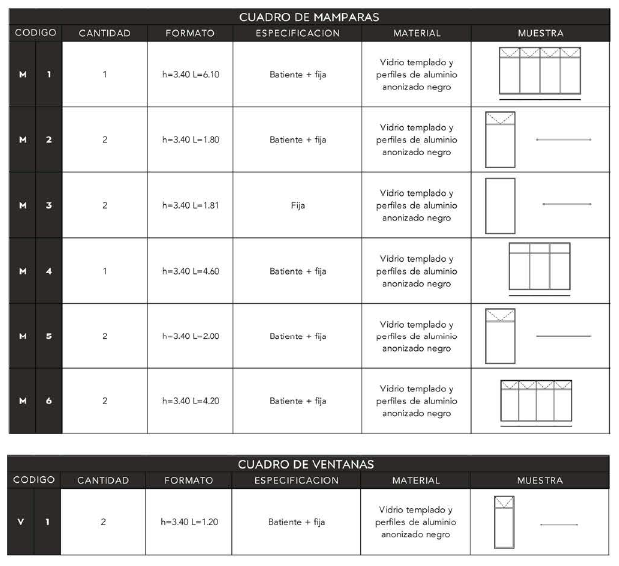 CUADRO DE MAMPARAS
CODIGO CANTIDAD FORMATO ESPECIFICACION MATERIAL MUESTRA
M 1 1 h=3.40 L=6.10 Batiente + fija Vidrio templado y
perfiles de aluminio
anonizado negro
M 2 2 h=3.40 L=1.80 Batiente + fija Vidrio templado y
perfiles de aluminio
anonizado negro
M 3 2 h=3.40 L=1.81 Fija Vidrio templado y
perfiles de aluminio
anonizado negro
M 4 1 h=3.40 L=4.60 Batiente + fija Vidrio templado y
perfiles de aluminio
anonizado negro
M 5 2 h=3.40 L=2.00 Batiente + fija Vidrio templado y
perfiles de aluminio
anonizado negro
M 6 2 h=3.40 L=4.20 Batiente + fija Vidrio templado y
perfiles de aluminio
anonizado negro
CUADRO DE VENTANAS
CODIGO CANTIDAD FORMATO ESPECIFICACION MATERIAL MUESTRA
V 1 2 h=3.40 L=1.20 Batiente + fija Vidrio templado y
perfiles de aluminio
anonizado negro